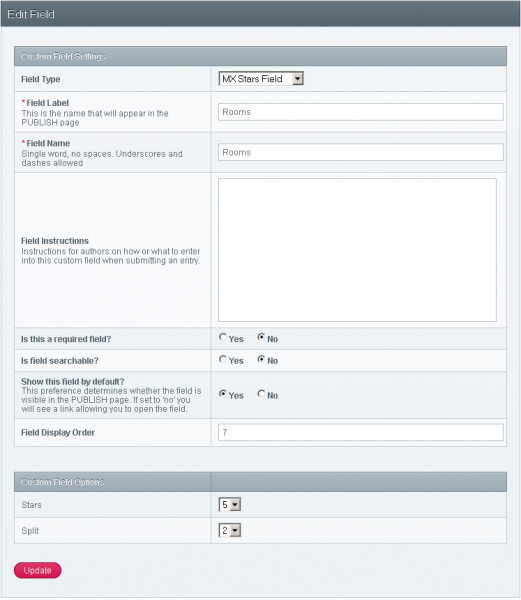 Edit Field
Custom Field Settings
Field Type
MX Stars Field
* Field Label
This is the name that will appear in the
PUBLISH page
Rooms
* Field Name
Single word, no spaces. Underscores and
dashes allowed
Rooms
Field Instructions
Instructions for authors on how or what to enter
into this custom field when submitting an entry.
Is this a required field?
Yes No
Is field searchable?
Yes No
Show this field by default?
This preference determines whether the field is
visible in the PUBLISH page. If set to 'no' you
will see a link allowing you to open the field.
Yes No
Field Display Order
7
Custom Field Options
Stars
5
Split
2
Update